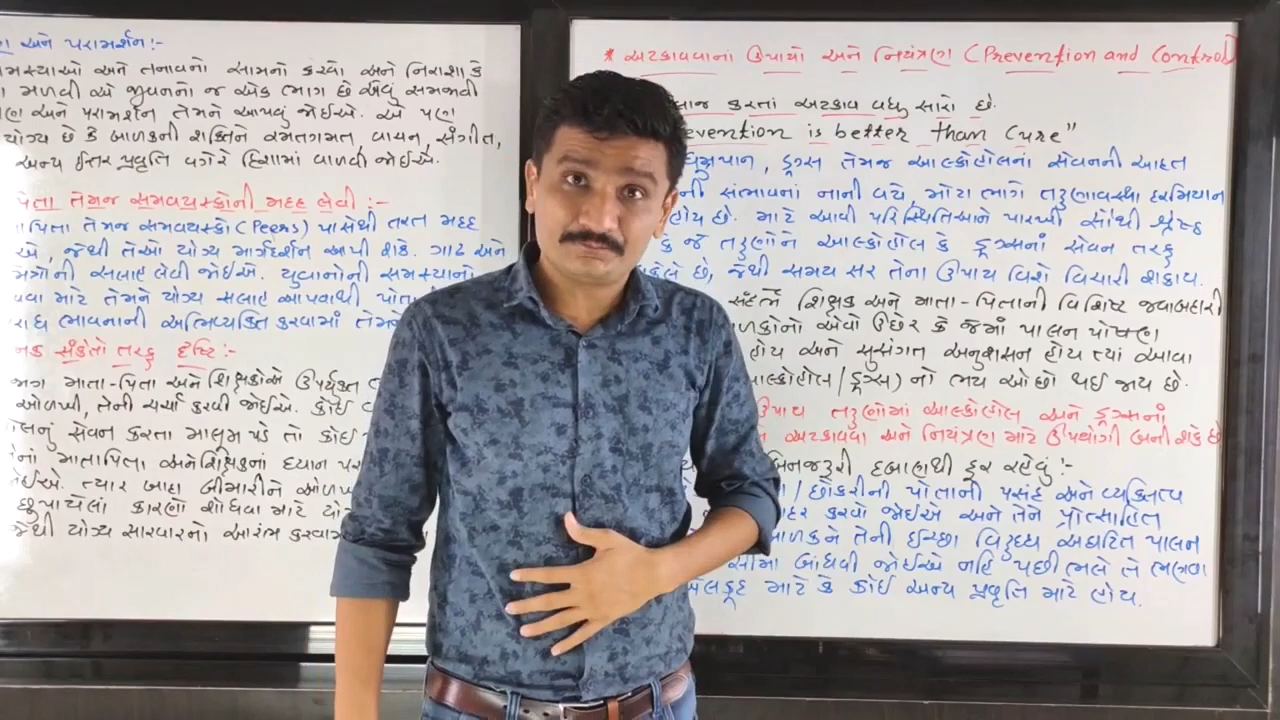 અને પરામર્શન:-
સમસ્યાઓ અને તનાવનો સામનો કરવો અને નિરાશા કે
મળવી એ જીવનનો જ એક ભાગ છે એવું સમજાવી
અને પરામર્શન તેમને આપવું જોઈએ. એ પણ
યોગ્ય છે કે બાળકની શક્તિને રમતગમત, વાચન, સંગીત,
અન્ય ઈતર પ્રવૃતિ વગેરે દિશામાં વાળવી જોઈએ.
પિતા તેમજ સમવયસ્કોની મદદ લેવી :-
પિતા તેમજ સમવયસ્કો (Peers) પાસેથી તરત મદદ
જેથી તેઓ યોગ્ય માર્ગદર્શન આપી શકે. ગાઢ અને
મિત્રોની સલાહ લેવી જોઈએ. યુવાનોની સમસ્યાનો
માટે તેમને યોગ્ય સલાહ આપવાથી
ભાવનાની અભિવ્યક્તિ કરવામાં
સંકેતો તરફ દૃષ્ટિ :-
માતા-પિતા અને શિક્ષકોએ ઉપર્યુક્ત
ઓળખી, તેની ચર્ચા કરવી જોઈએ. કોઈ
સેવન કરતા માલુમ પડે તો કોઈ
માતાપિતા અને શિક્ષકનાં ધ્યાન પર
જોઈએ. ત્યાર બાદ બીમારીને
છુપાયેલાં કારણો શોધવા માટે
જેથી યોગ્ય સારવારનો આરંભ
* અટકાવવાનાં ઉપાયો અને નિયંત્રણ (Prevention and Control)
કરતાં અટકાવ વધુ સારો છે.
is better than Cure"
ધૂમ્રપાન, ડ્રગ્સ તેમજ આલ્કોહોલનાં સેવનની આદત
સંભાવનાં નાની વયે, મોટા ભાગે તરુણાવસ્થા દરમિયાન
હોય છે. માટે આવી પરિસ્થિતિઓને પારખી સૌથી શ્રેષ્ઠ
કે જે તરુણોને આલ્કોહોલ કે ડ્રગ્સનાં સેવન તરફ
છે, જેથી સમય સર તેના ઉપાય વિશે વિચારી શકાય.
સંદર્ભે શિક્ષક અને માતા-પિતાની વિશિષ્ટ જવાબદારી
એવો ઉછેર કે જેમાં પાલન પોષણ
હોય અને સુસંગત અનુશાસન હોય ત્યાં આવા
આલ્કોહોલ/ડ્રગ્સ) નો ભય ઓછો થઈ જાય છે.
ઉપાય તરુણોમાં આલ્કોહોલ અને ડ્રગ્સનાં
અટકાવવા અને નિયંત્રણ માટે ઉપયોગી બની શકે છે
બિનજરૂરી દબાણથી દૂર રહેવું :-
/છોકરીની પોતાની પસંદ અને વ્યક્તિત્વ
કરવો જોઈએ અને તેને પ્રોત્સાહિત
બાળકને તેની ઈચ્છા વિરુધ્ધ અઘટિત પાલન
સીમા બાંધવી જોઈએ નહિ પછી ભલે તે ભણવા
માટે કે કોઈ અન્ય પ્રવૃતિ માટે હોય.